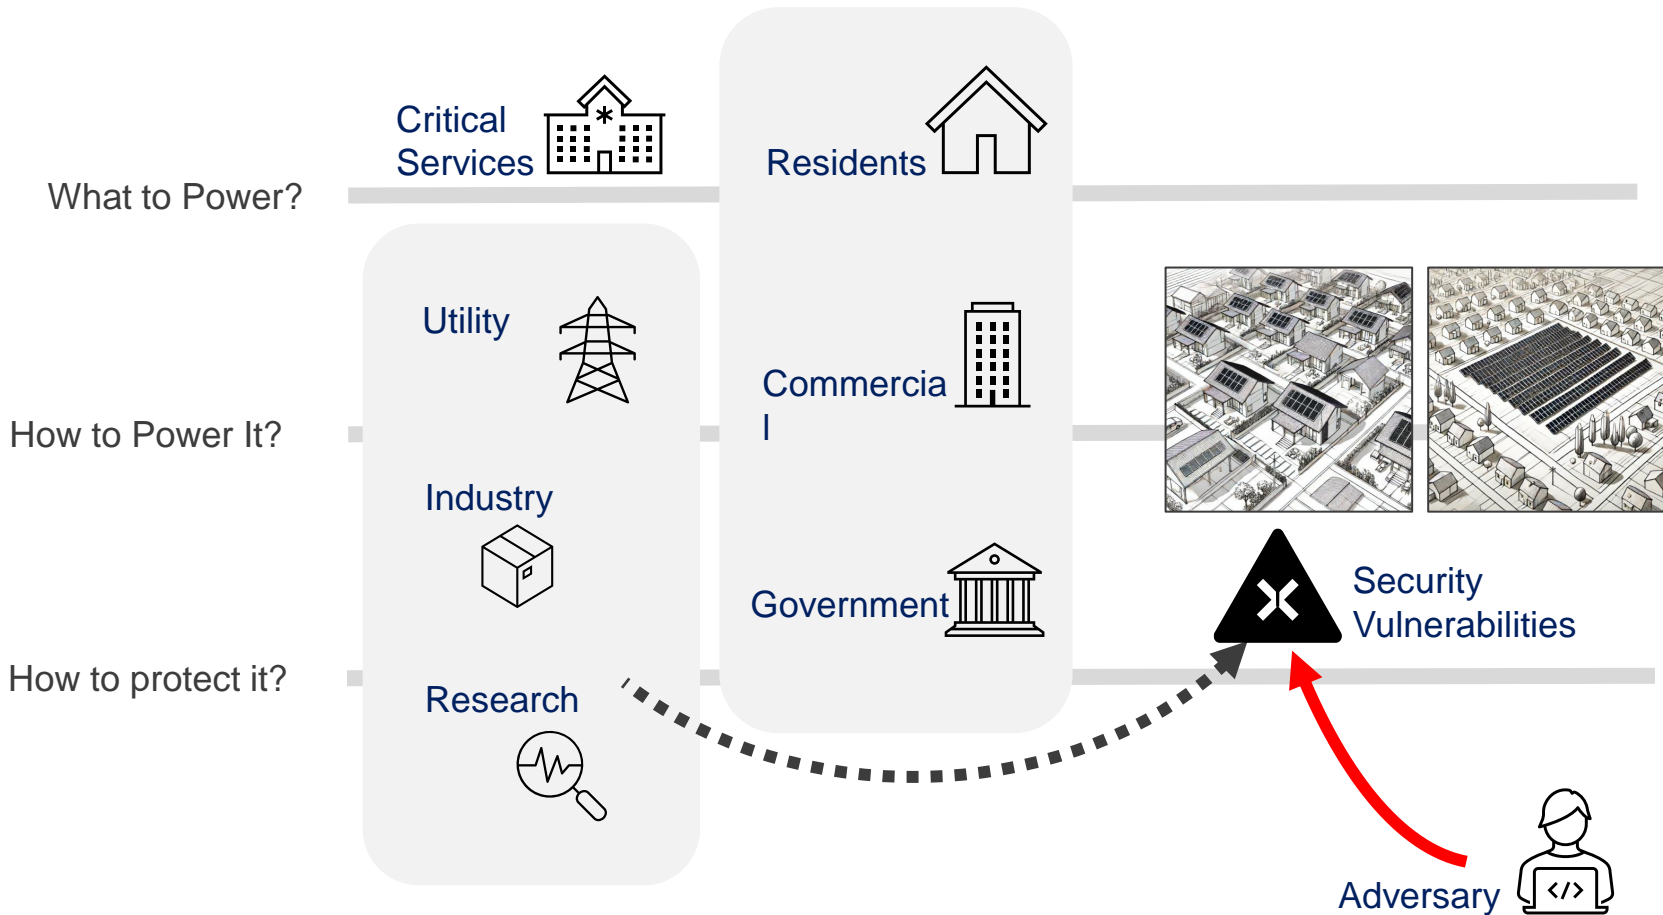 Critical
Services
Residents
What to Power?
Utility
Commercia
l
How to Power It?
Industry
Government
Security
Vulnerabilities
How to protect it?
Research
Adversary
</>